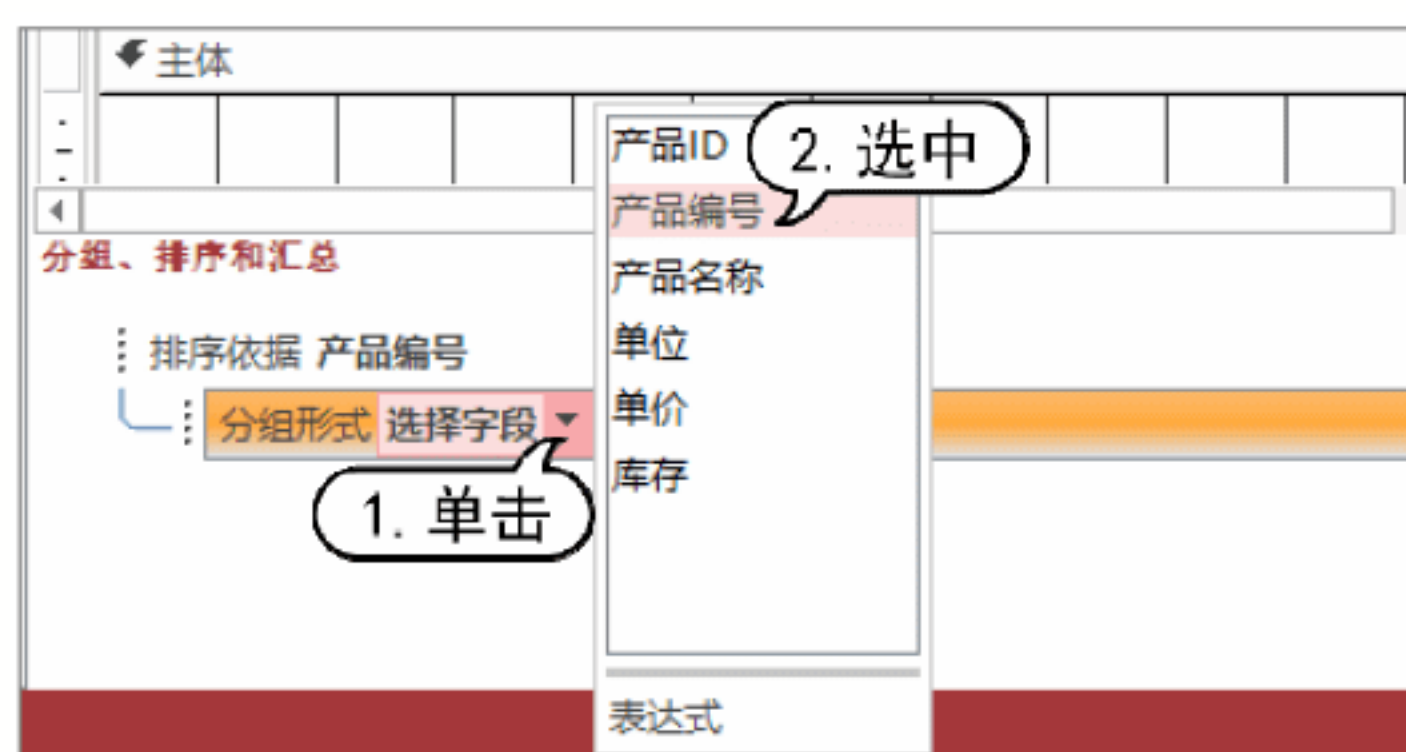 主体
产品ID
2. 选中
产品编号
分组、排序和汇总
产品名称
排序依据 产品编号
单位
分组形式 选择字段
单价
库存
1. 单击
表达式